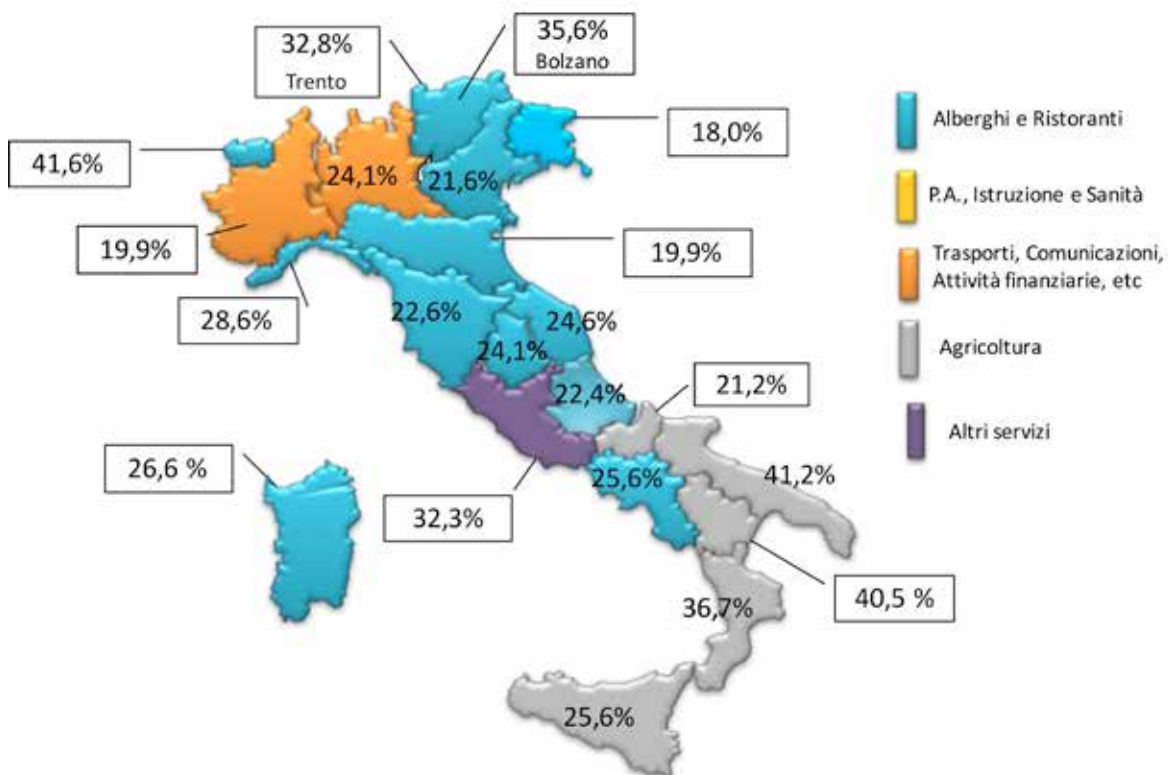 32,8%
Trento
35,6%
Bolzano
18,0%
41,6%
24,1%
21,6%
19,9%
19,9%
28,6%
22,6%
24,6%
24,1%
22,4%
21,2%
26,6 %
25,6%
41,2%
32,3%
40,5 %
36,7%
25,6%
Alberghi e Ristoranti
P.A., Istruzione e Sanità
Trasporti, Comunicazioni,
Attività finanziarie, etc
Agricoltura
Altri servizi